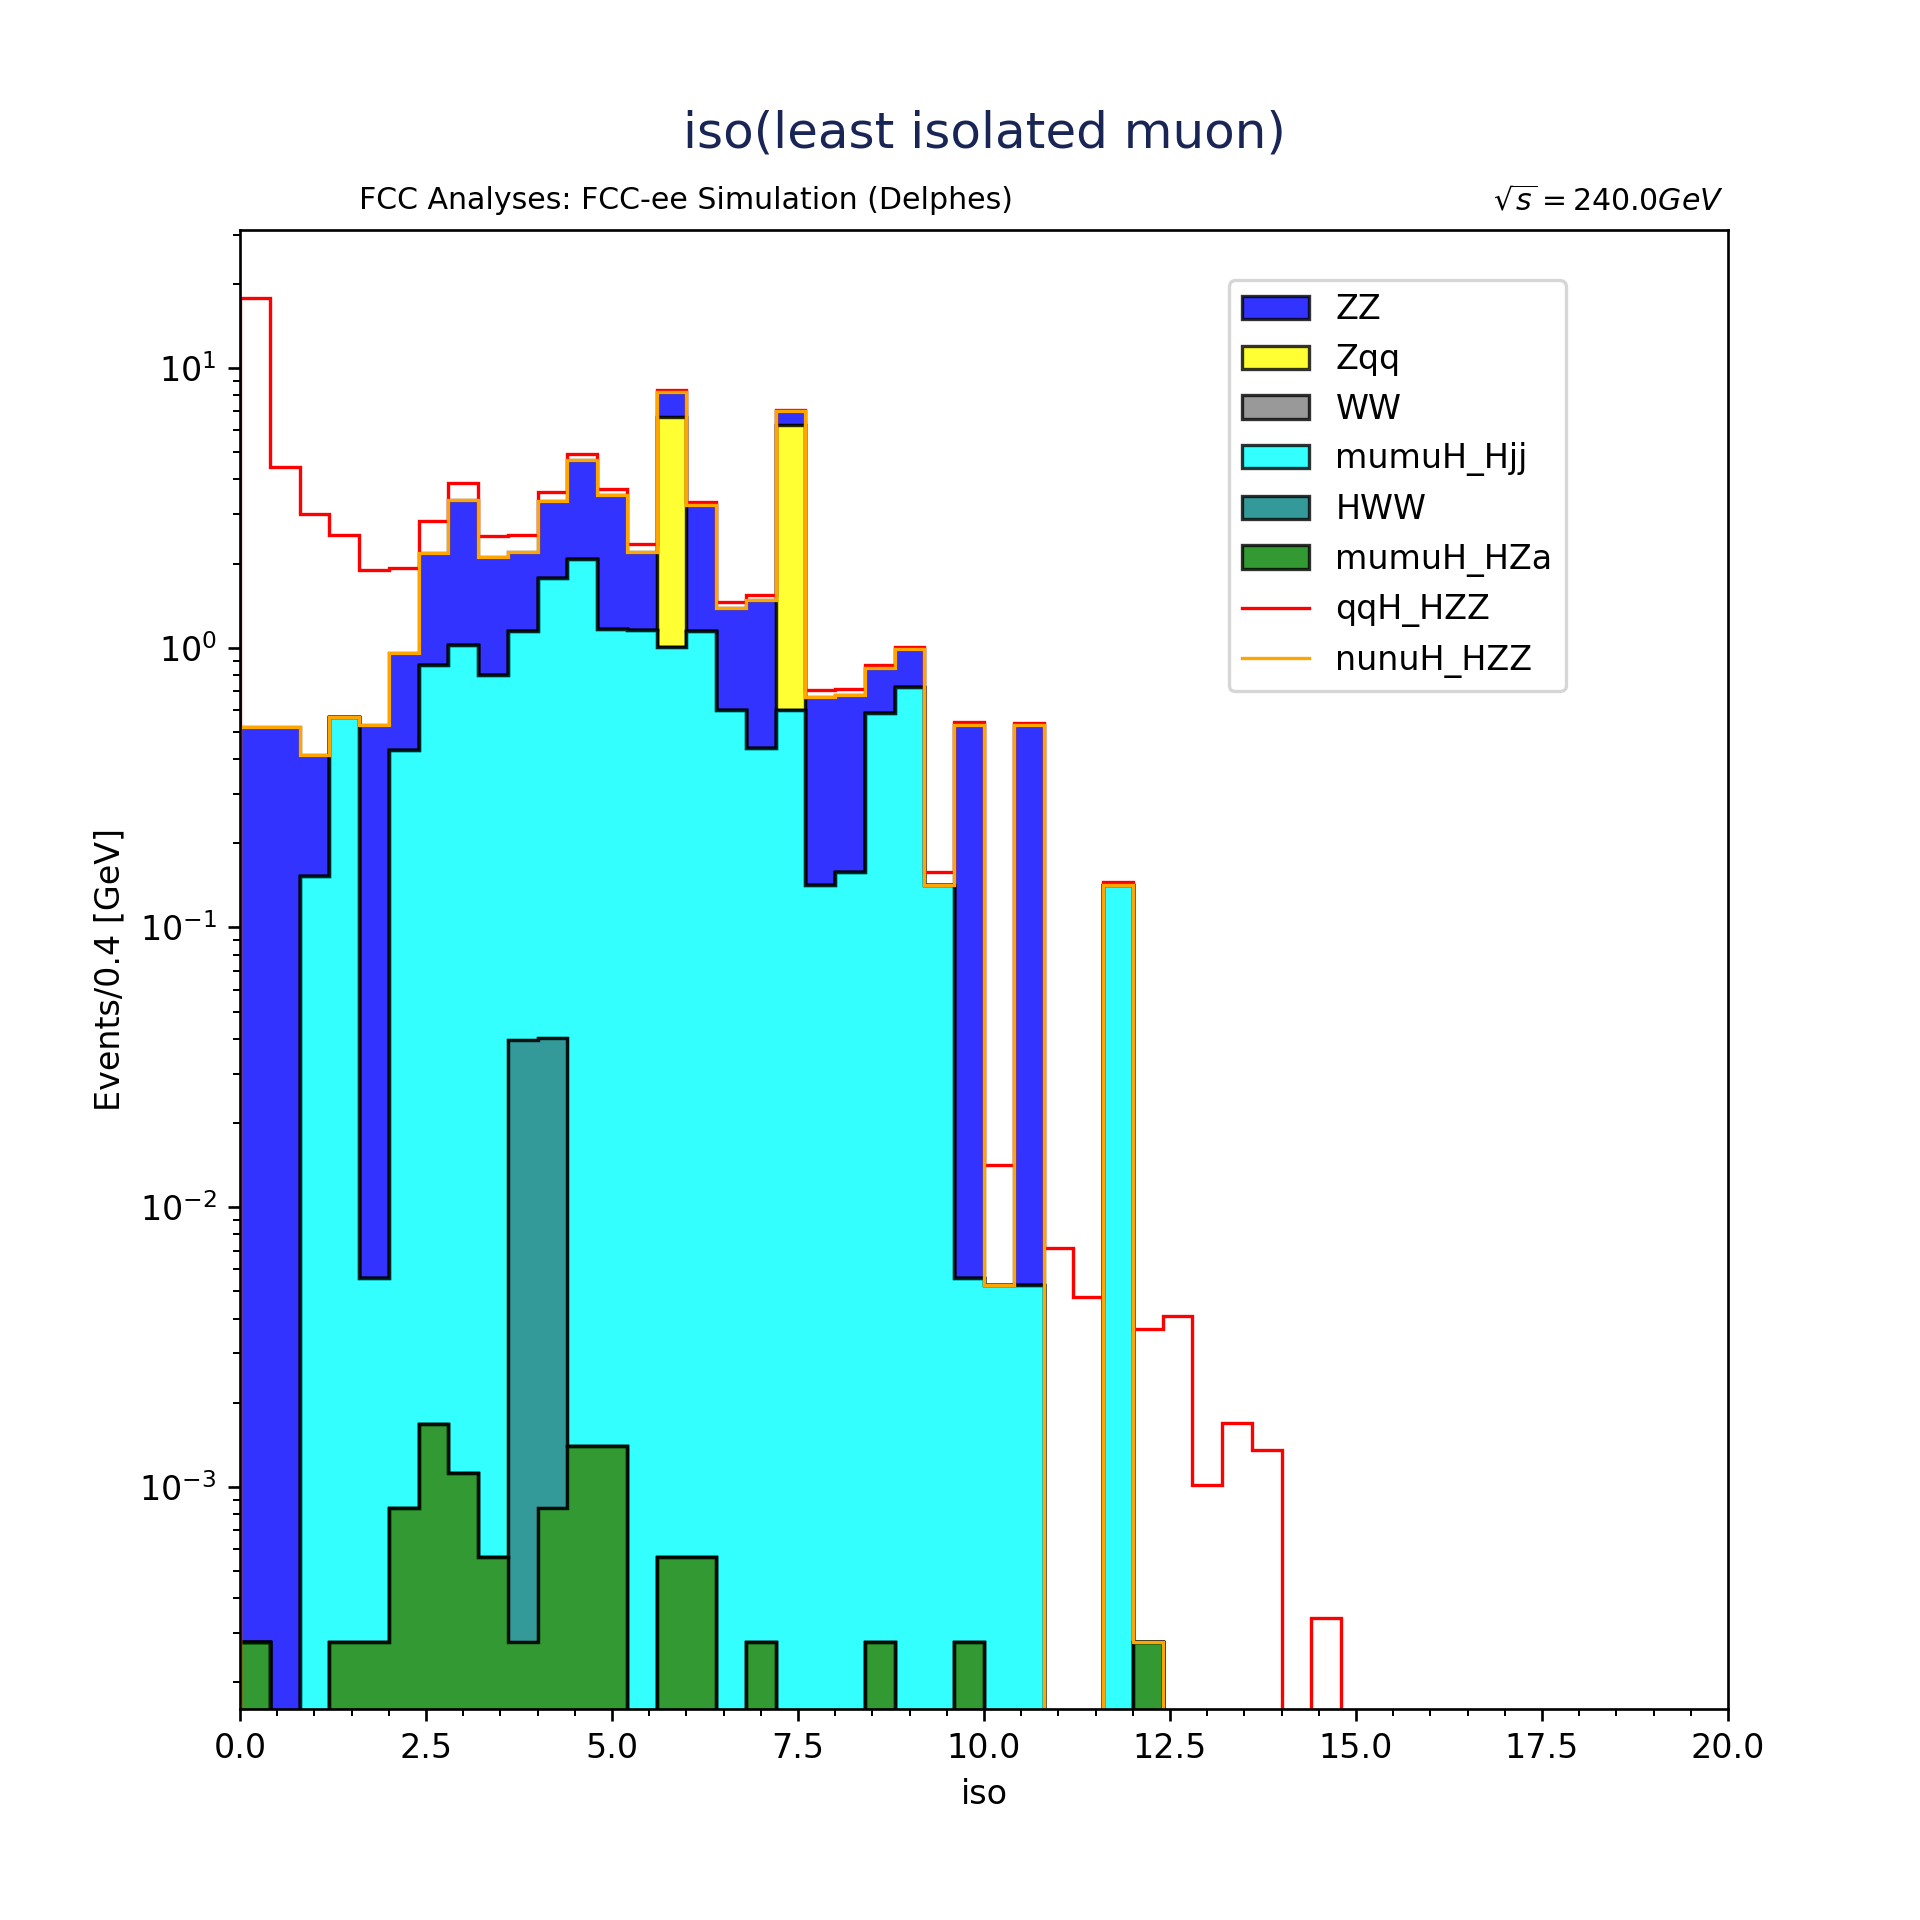 iso(least isolated muon)
FCC Analyses: FCC-ee Simulation (Delphes)
√s = 240.0GeV
ZZ
Zqq
WW
mumuH_Hjj
HWW
mumuH_HZa
qqH_HZZ
nunuH_HZZ
10¹
10⁰
10⁻¹
10⁻²
10⁻³
Events/0.4 [GeV]
0.0 2.5 5.0 7.5 10.0 12.5 15.0 17.5 20.0
iso